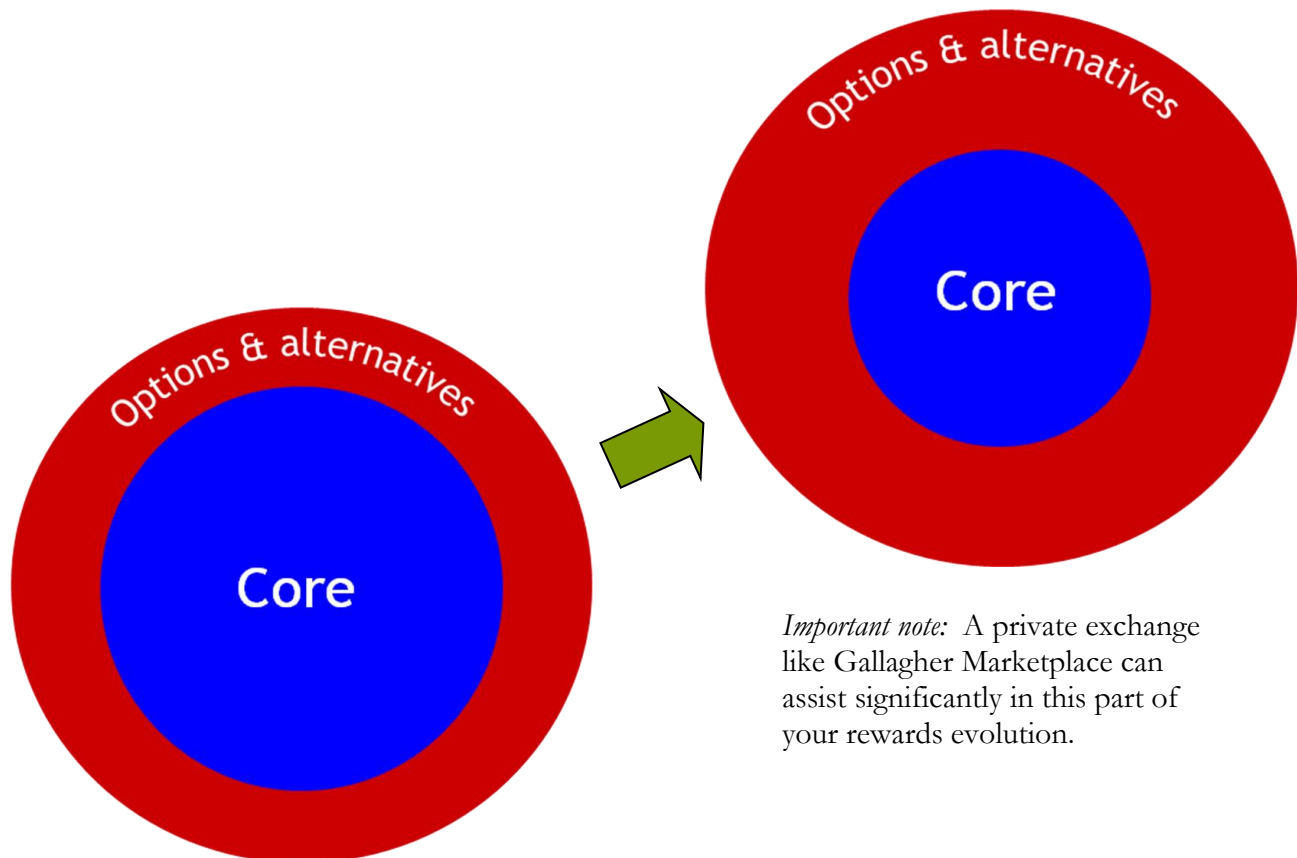 Options & alternatives
Core
Options & alternatives
Core
Important note:  A private exchange
like Gallagher Marketplace can
assist significantly in this part of
your rewards evolution.